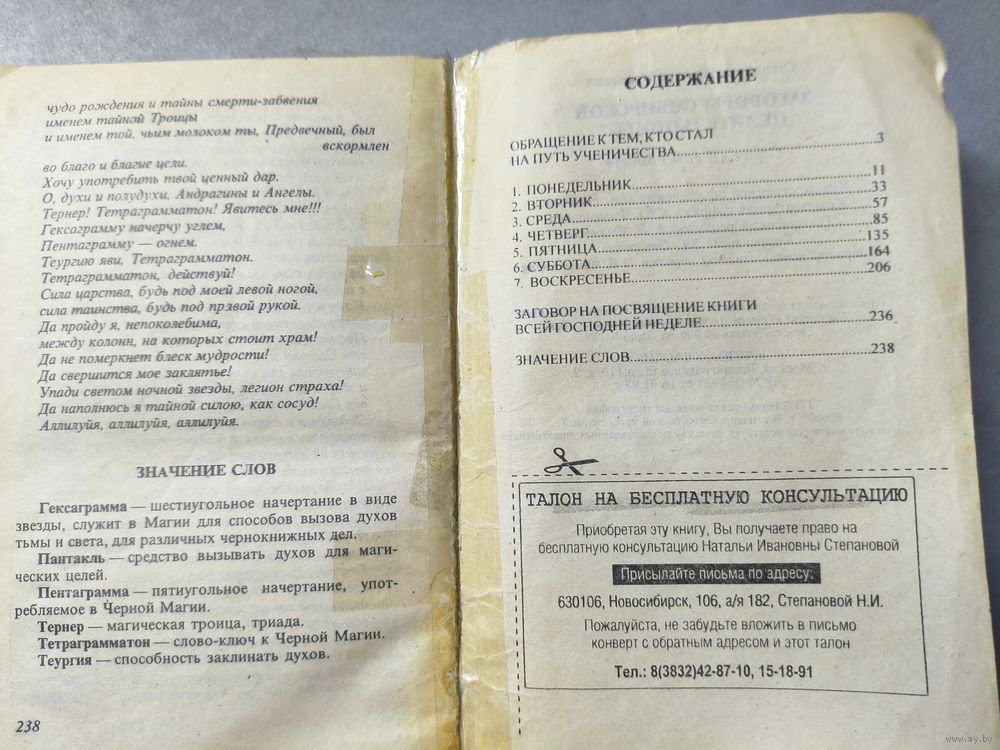 чудо рождения и тайны смерти-забвения
именем тайной Троицы
и именем той, чьим молоком ты, Предвечный, был
вскормлен
во благо и благие цели.
Хочу употребить твой ценный дар.
О, духи и полудухи, Андрагины и Ангелы.
Тернер! Тетраграмматон! Явитесь мне!!!
Гексаграмму начерчу углем,
Пентаграмму — огнем.
Теургию яви, Тетраграмматон.
Тетраграмматон, действуй!
Сила царства, будь под моей левой ногой,
сила таинства, будь под правой рукой.
Да пройду я, непоколебима,
между колонн, на которых стоит храм!
Да не померкнет блеск мудрости!
Да свершится мое заклятье!
Упади светом ночной звезды, легион страха!
Да наполнюсь я тайной силою, как сосуд!
Аллилуйя, аллилуйя, аллилуйя.
ЗНАЧЕНИЕ СЛОВ
Гексаграмма — шестиугольное начертание в виде
звезды, служит в Магии для способов вызова духов
тьмы и света, для различных чернокнижных дел.
Пантакль — средство вызывать духов для маги-
ческих целей.
Пентаграмма — пятиугольное начертание, упот-
ребляемое в Черной Магии.
Тернер — магическая троица, триада.
Тетраграмматон — слово-ключ к Черной Магии.
Теургия — способность заклинать духов.
238
СОДЕРЖАНИЕ
ОБРАЩЕНИЕ К ТЕМ, КТО СТАЛ
НА ПУТЬ УЧЕНИЧЕСТВА 3
1. ПОНЕДЕЛЬНИК 11
2. ВТОРНИК 33
3. СРЕДА 57
4. ЧЕТВЕРГ 85
5. ПЯТНИЦА 135
6. СУББОТА 164
7. ВОСКРЕСЕНЬЕ 206
ЗАГОВОР НА ПОСВЯЩЕНИЕ КНИГИ
ВСЕЙ ГОСПОДНЕЙ НЕДЕЛЕ 236
ЗНАЧЕНИЕ СЛОВ 238
ТАЛОН НА БЕСПЛАТНУЮ КОНСУЛЬТАЦИЮ
Приобретая эту книгу, Вы получаете право на
бесплатную консультацию Натальи Ивановны Степановой
Присылайте письма по адресу:
630106, Новосибирск, 106, а/я 182, Степановой Н.И.
Пожалуйста, не забудьте вложить в письмо
конверт с обратным адресом и этот талон
Тел.: 8(3832)42-87-10, 15-18-91
www.ay.by